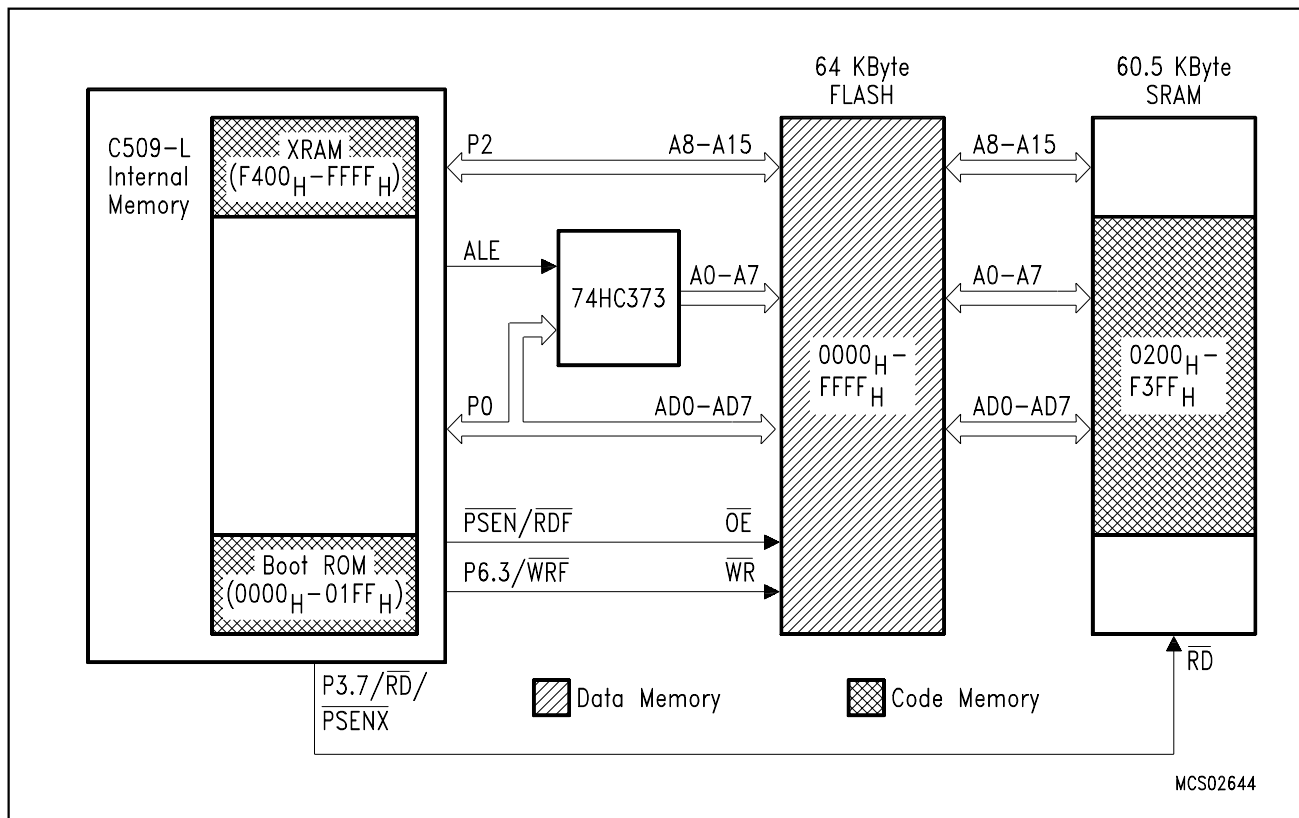 64 KByte
FLASH
60.5 KByte
SRAM
C509-L
Internal
Memory
XRAM
(F400H-FFFFH)
P2
A8-A15
A8-A15
ALE
74HC373
A0-A7
A0-A7
0000H-
FFFFH
0200H-
F3FFH
P0
AD0-AD7
AD0-AD7
PSEN/RDF
OE
Boot ROM
(0000H-01FFH)
P6.3/WRF
WR
RD
P3.7/RD/
PSENX
Data Memory
Code Memory
MCS02644